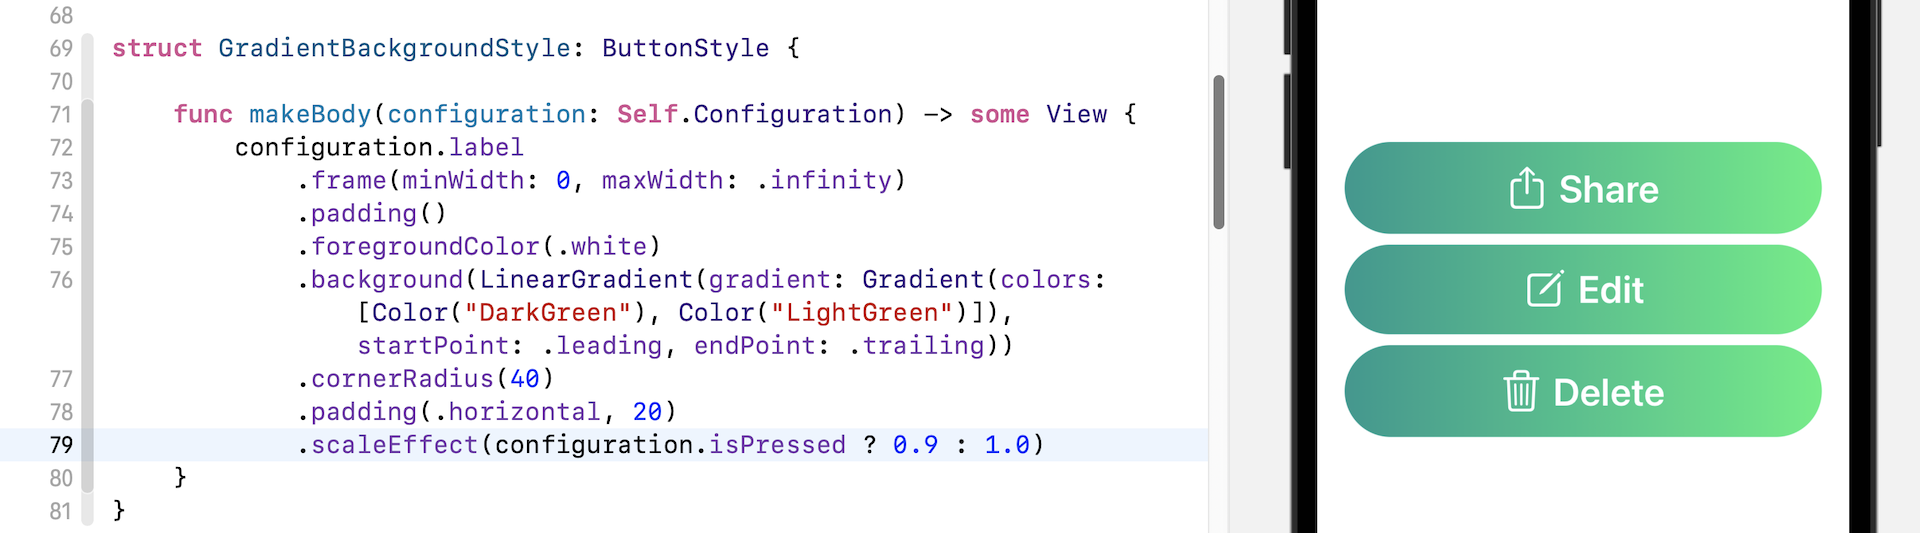 68
69 struct GradientBackgroundStyle: ButtonStyle {
70
71 func makeBody(configuration: Self.Configuration) -> some View {
72 configuration.label
73 .frame(minWidth: 0, maxWidth: .infinity)
74 .padding()
75 .foregroundColor(.white)
76 .background(LinearGradient(gradient: Gradient(colors:
[Color("DarkGreen"), Color("LightGreen")]),
startPoint: .leading, endPoint: .trailing))
77 .cornerRadius(40)
78 .padding(.horizontal, 20)
79 .scaleEffect(configuration.isPressed ? 0.9 : 1.0)
80 }
81 }
Share
Edit
Delete